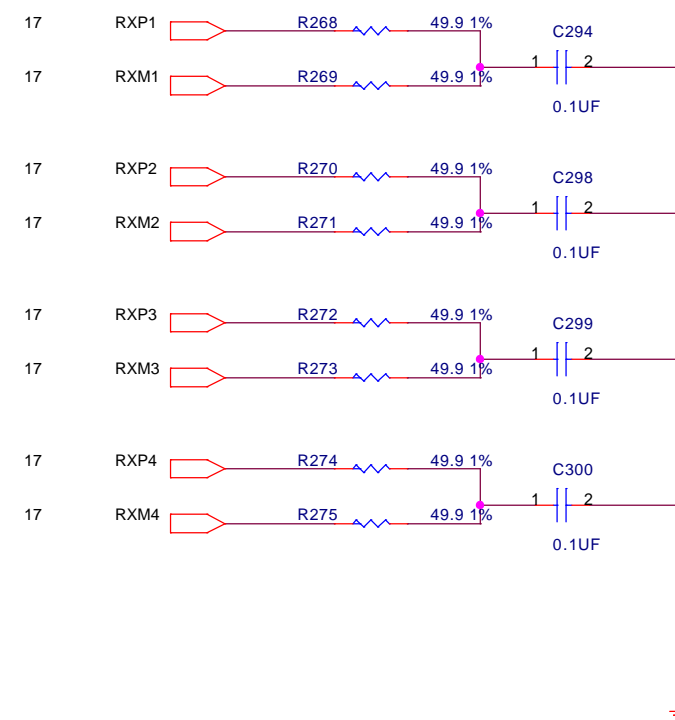 17 RXP1 R268 49.9 1%
C294
1 2
17 RXM1 R269 49.9 1%
0.1UF
17 RXP2 R270 49.9 1%
C298
1 2
17 RXM2 R271 49.9 1%
0.1UF
17 RXP3 R272 49.9 1%
C299
1 2
17 RXM3 R273 49.9 1%
0.1UF
17 RXP4 R274 49.9 1%
C300
1 2
17 RXM4 R275 49.9 1%
0.1UF